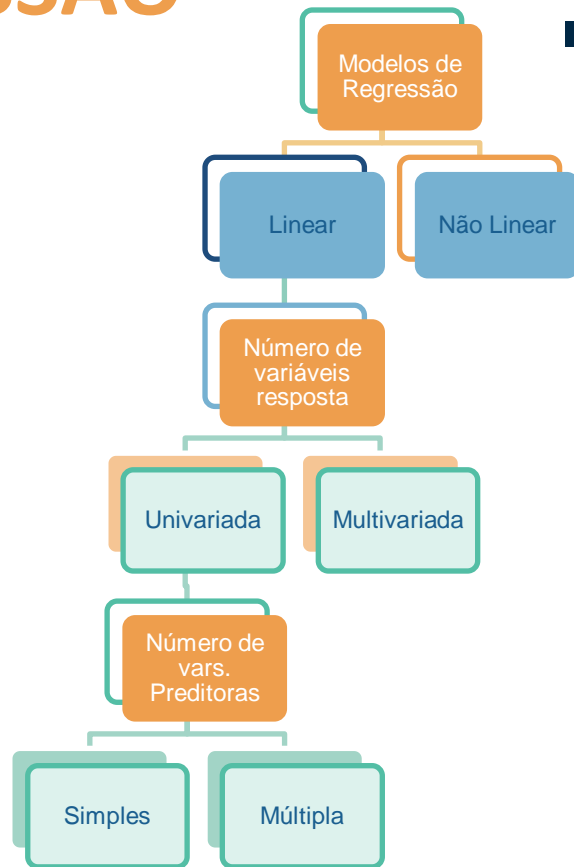 Modelos de
Regressão
Linear
Não Linear
Número de
variáveis
resposta
Univariada
Multivariada
Número de
vars.
Preditoras
Simples
Múltipla